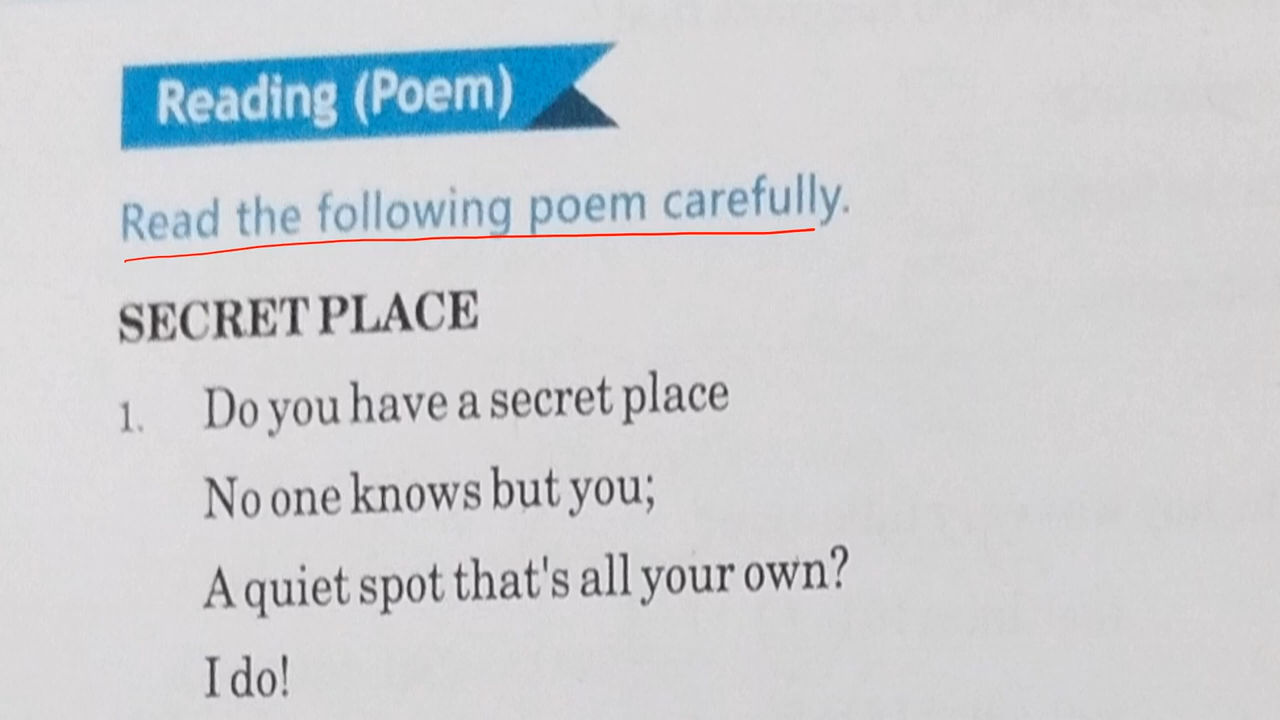 Reading (Poem)
Read the following poem carefully.
SECRET PLACE
1. Do you have a secret place
No one knows but you;
A quiet spot that's all your own?
I do!